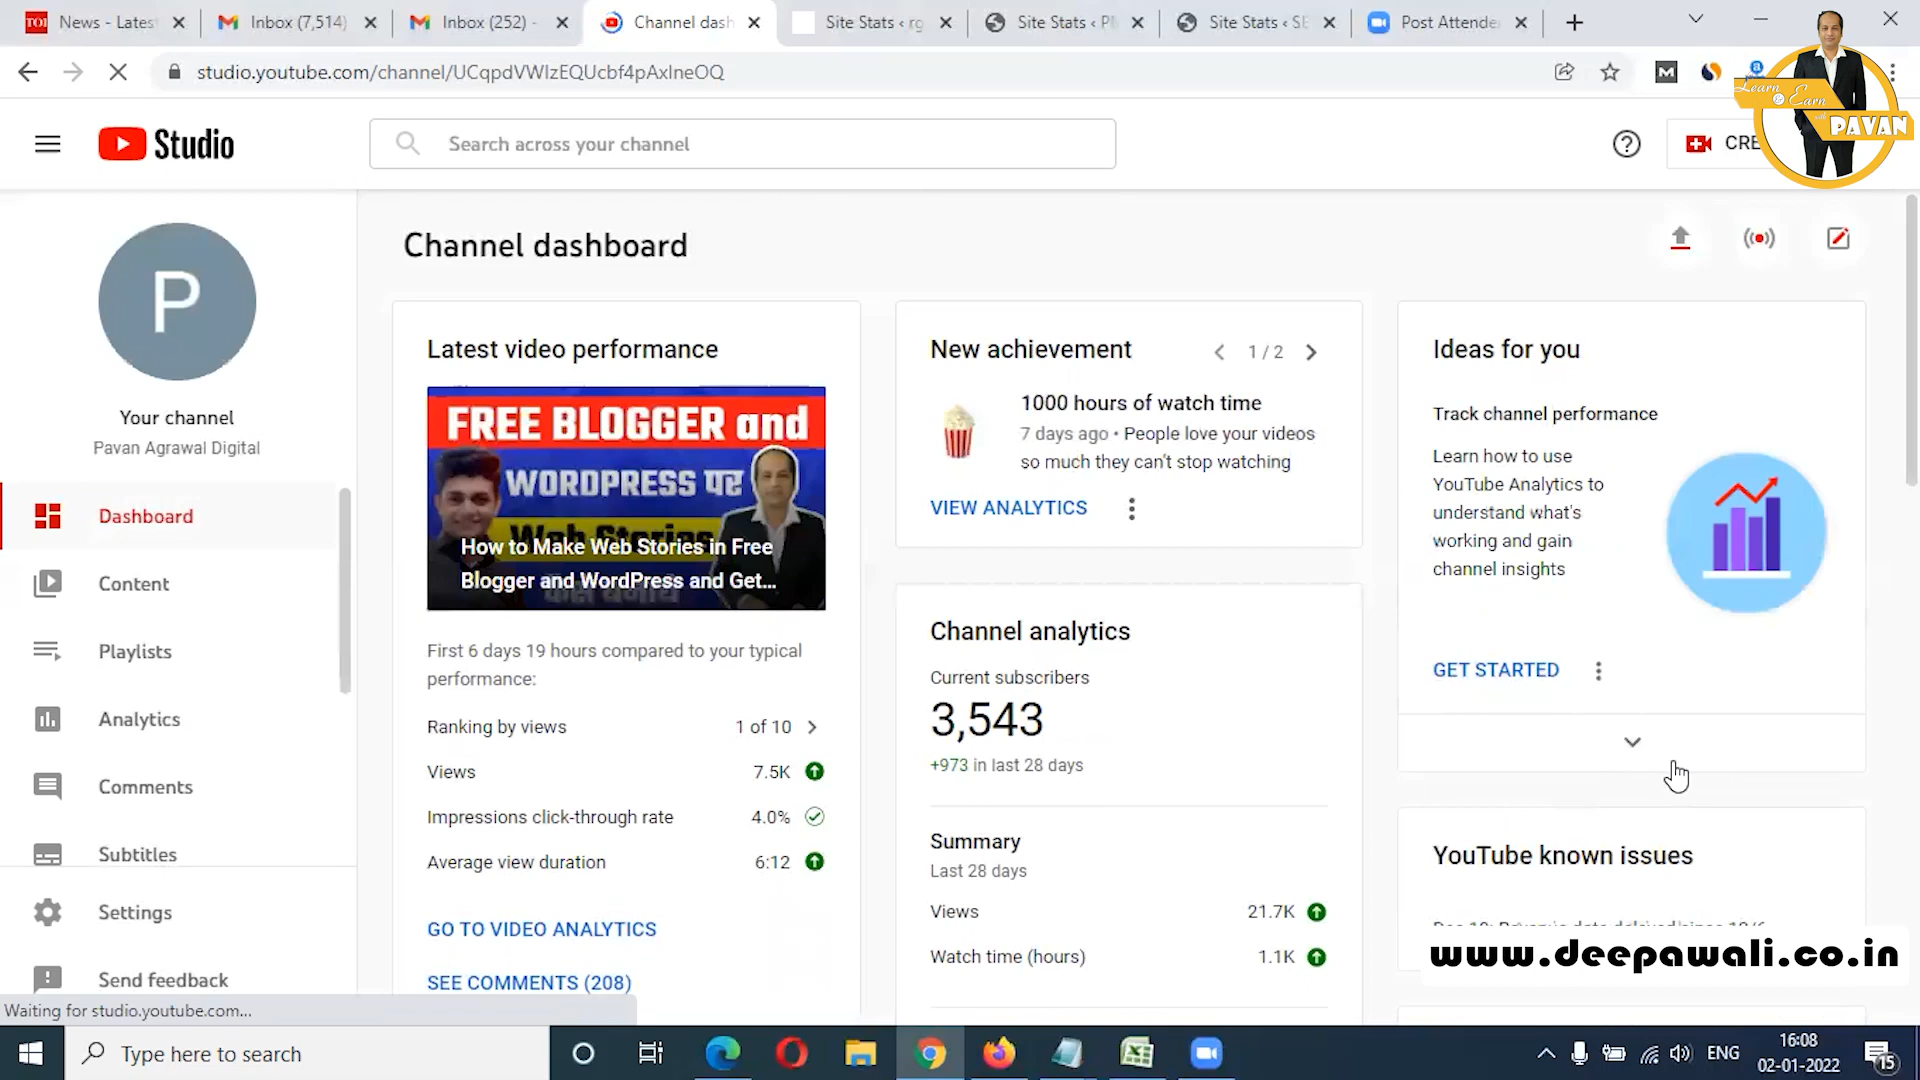 News - Latest
Inbox (7,514)
Inbox (252) -
Channel dash
Site Stats ‹ rg
Site Stats ‹ Pl
Site Stats ‹ SE
Post Attende
studio.youtube.com/channel/UCqpdVWIzEQUcbf4pAxIneOQ
Learn & Earn
with
PAVAN
Studio
Search across your channel
CRE
P
Your channel
Pavan Agrawal Digital
Dashboard
Content
Playlists
Analytics
Comments
Subtitles
Settings
Send feedback
Waiting for studio.youtube.com...
Channel dashboard
Latest video performance
FREE BLOGGER and
WORDPRESS पर
Web Stories
How to Make Web Stories in Free
Blogger and WordPress and Get...
First 6 days 19 hours compared to your typical
performance:
Ranking by views 1 of 10
Views 7.5K
Impressions click-through rate 4.0%
Average view duration 6:12
GO TO VIDEO ANALYTICS
SEE COMMENTS (208)
New achievement 1 / 2
1000 hours of watch time
7 days ago • People love your videos
so much they can't stop watching
VIEW ANALYTICS
Channel analytics
Current subscribers
3,543
+973 in last 28 days
Summary
Last 28 days
Views 21.7K
Watch time (hours) 1.1K
Ideas for you
Track channel performance
Learn how to use
YouTube Analytics to
understand what's
working and gain
channel insights
GET STARTED
YouTube known issues
www.deepawali.co.in
Type here to search
ENG
16:08
02-01-2022
15